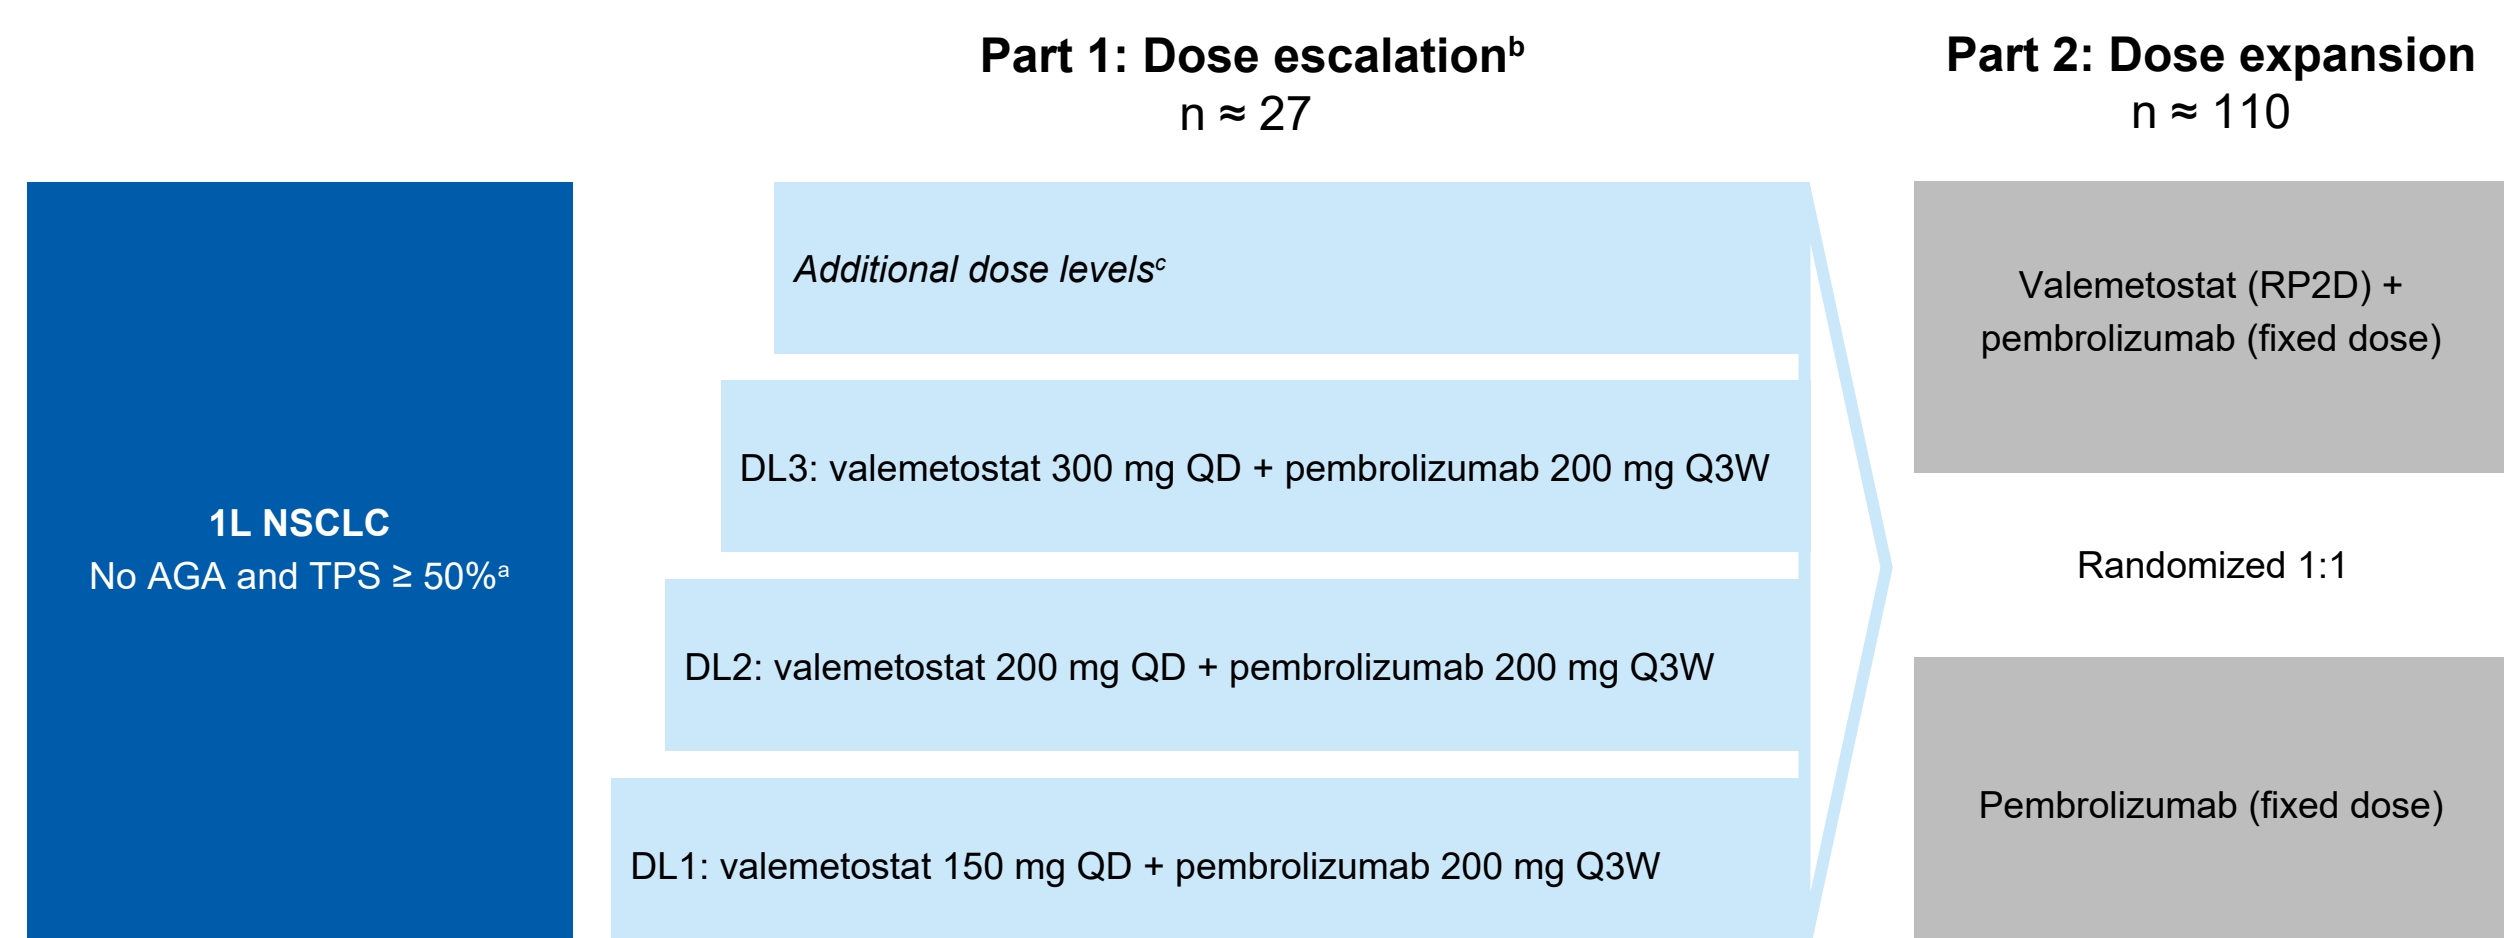 Part 1: Dose escalationᵇ
n ≈ 27
Part 2: Dose expansion
n ≈ 110
1L NSCLC
No AGA and TPS ≥ 50%ᵃ
Additional dose levelsᶜ
DL3: valemetostat 300 mg QD + pembrolizumab 200 mg Q3W
DL2: valemetostat 200 mg QD + pembrolizumab 200 mg Q3W
DL1: valemetostat 150 mg QD + pembrolizumab 200 mg Q3W
Valemetostat (RP2D) +
pembrolizumab (fixed dose)
Randomized 1:1
Pembrolizumab (fixed dose)